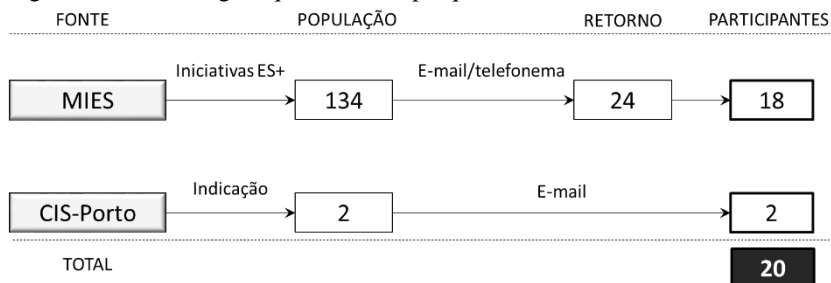 FONTE POPULAÇÃO RETORNO PARTICIPANTES
Iniciativas ES+ E-mail/telefonema
MIES 134 24 18
Indicação E-mail
CIS-Porto 2 2
TOTAL 20